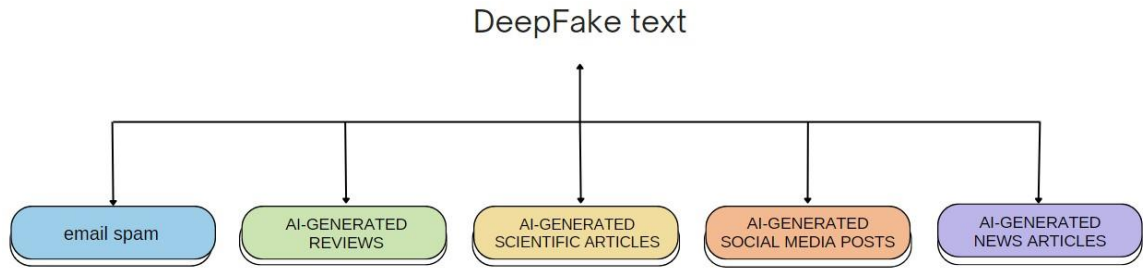 DeepFake text
email spam
AI-GENERATED
REVIEWS
AI-GENERATED
SCIENTIFIC ARTICLES
AI-GENERATED
SOCIAL MEDIA POSTS
AI-GENERATED
NEWS ARTICLES